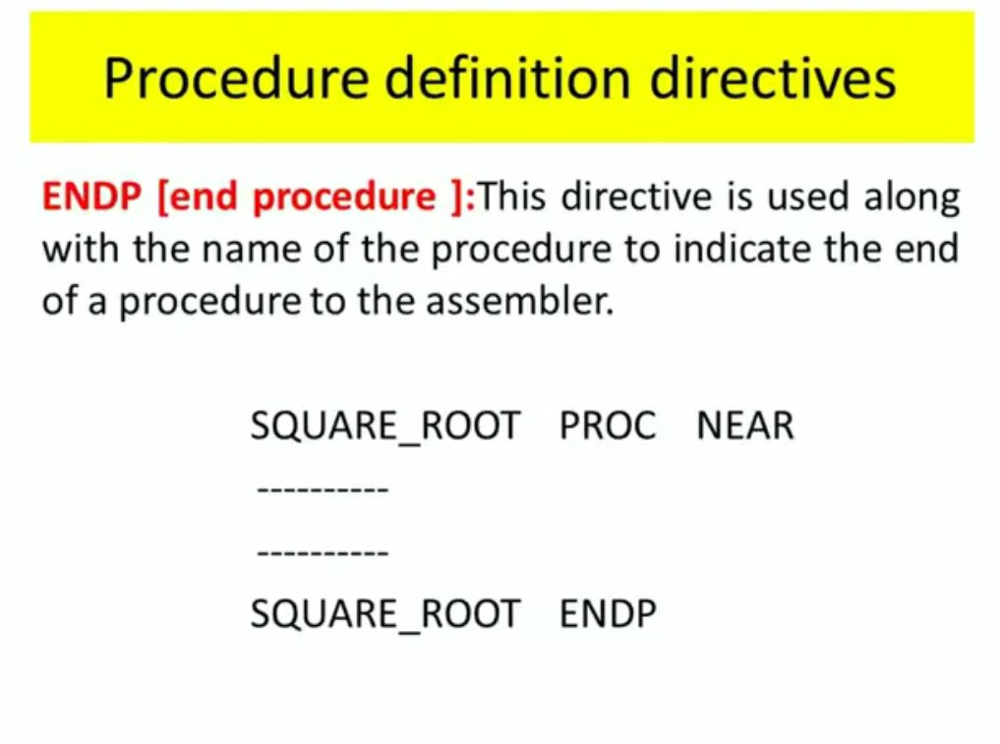 Procedure definition directives
ENDP [end procedure ]:This directive is used along
with the name of the procedure to indicate the end
of a procedure to the assembler.
SQUARE_ROOT PROC NEAR
----------
----------
SQUARE_ROOT ENDP